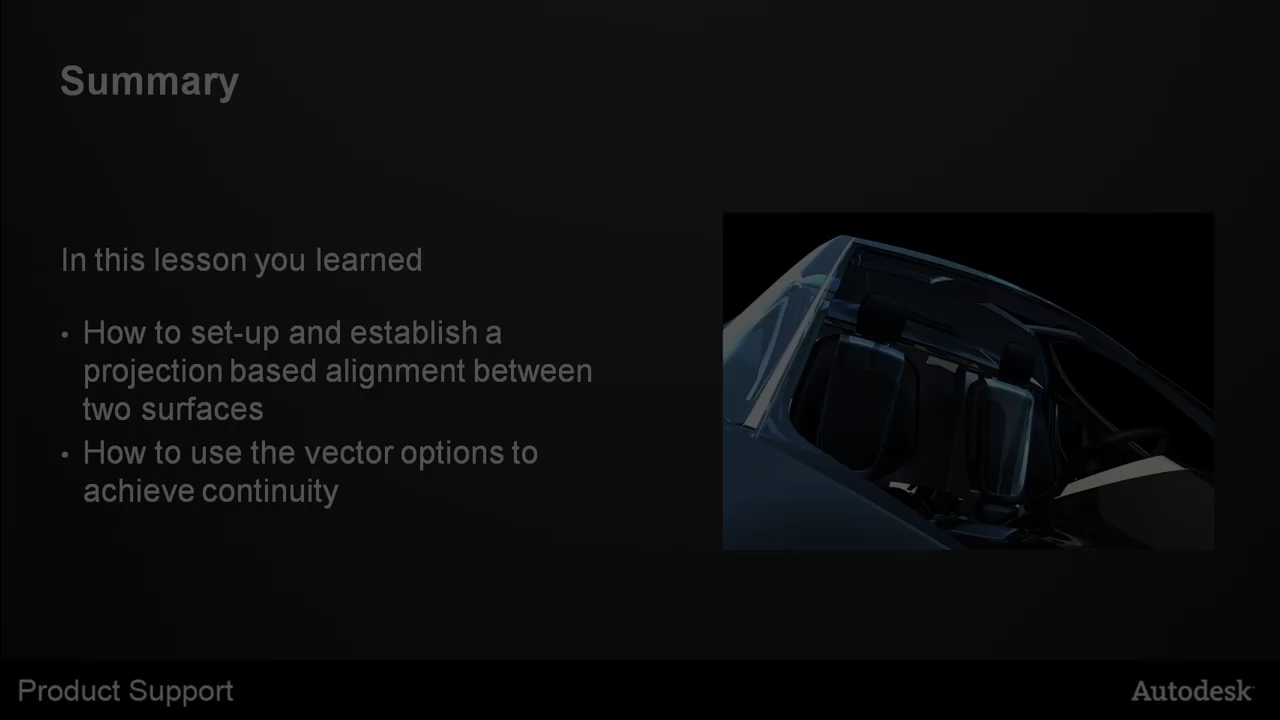 Summary
In this lesson you learned
• How to set-up and establish a
projection based alignment between
two surfaces
• How to use the vector options to
achieve continuity
Product Support
Autodesk